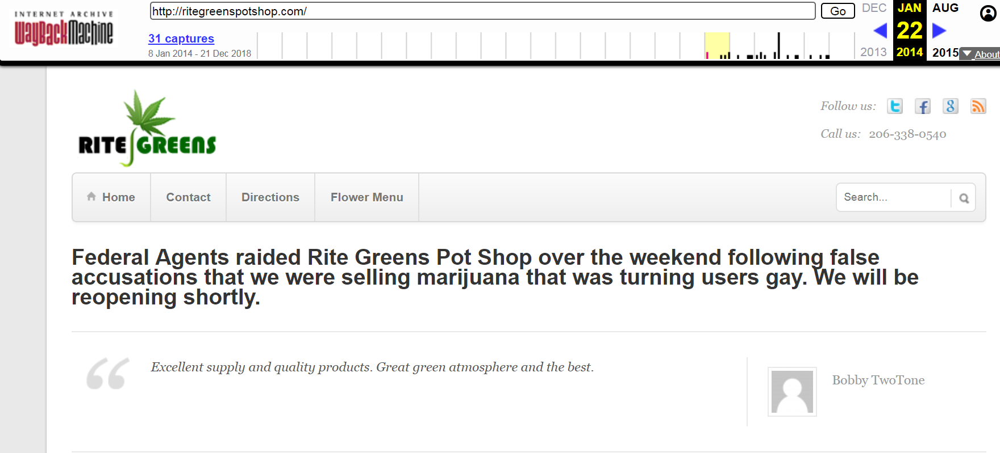 INTERNET ARCHIVE
WayBackMachine
http://ritegreenspotshop.com/
Go
31 captures
8 Jan 2014 - 21 Dec 2018
DEC JAN AUG
22
2013 2014 2015
About
RITE GREENS
Follow us:
Call us: 206-338-0540
Home Contact Directions Flower Menu Search...
Federal Agents raided Rite Greens Pot Shop over the weekend following false
accusations that we were selling marijuana that was turning users gay. We will be
reopening shortly.
Excellent supply and quality products. Great green atmosphere and the best.
Bobby TwoTone